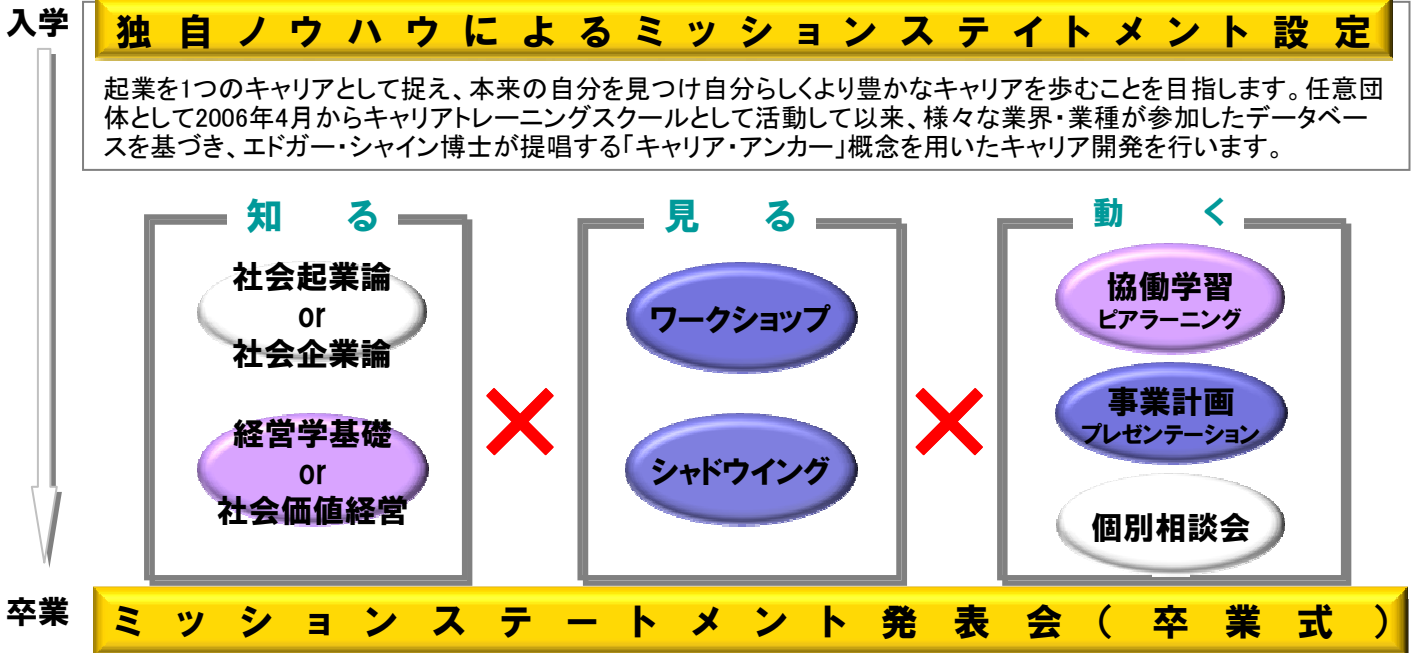 入学
独自ノウハウによるミッションステイトメント設定
起業を1つのキャリアとして捉え、本来の自分を見つけ自分らしくより豊かなキャリアを歩むことを目指します。任意団
体として2006年4月からキャリアトレーニングスクールとして活動して以来、様々な業界・業種が参加したデータベー
スを基づき、エドガー・シャイン博士が提唱する「キャリア・アンカー」概念を用いたキャリア開発を行います。
知る
社会起業論
or
社会企業論
経営学基礎
or
社会価値経営
見る
ワークショップ
シャドウイング
動く
協働学習
ピアラーニング
事業計画
プレゼンテーション
個別相談会
卒業
ミッションステートメント発表会(卒業式)